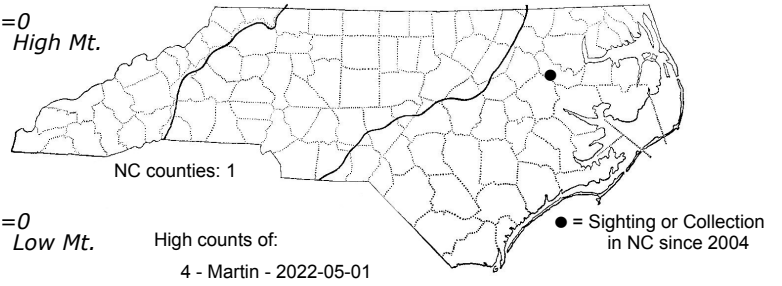 =0
High Mt.
NC counties: 1
=0
Low Mt.
High counts of:
4 - Martin - 2022-05-01
● = Sighting or Collection
in NC since 2004